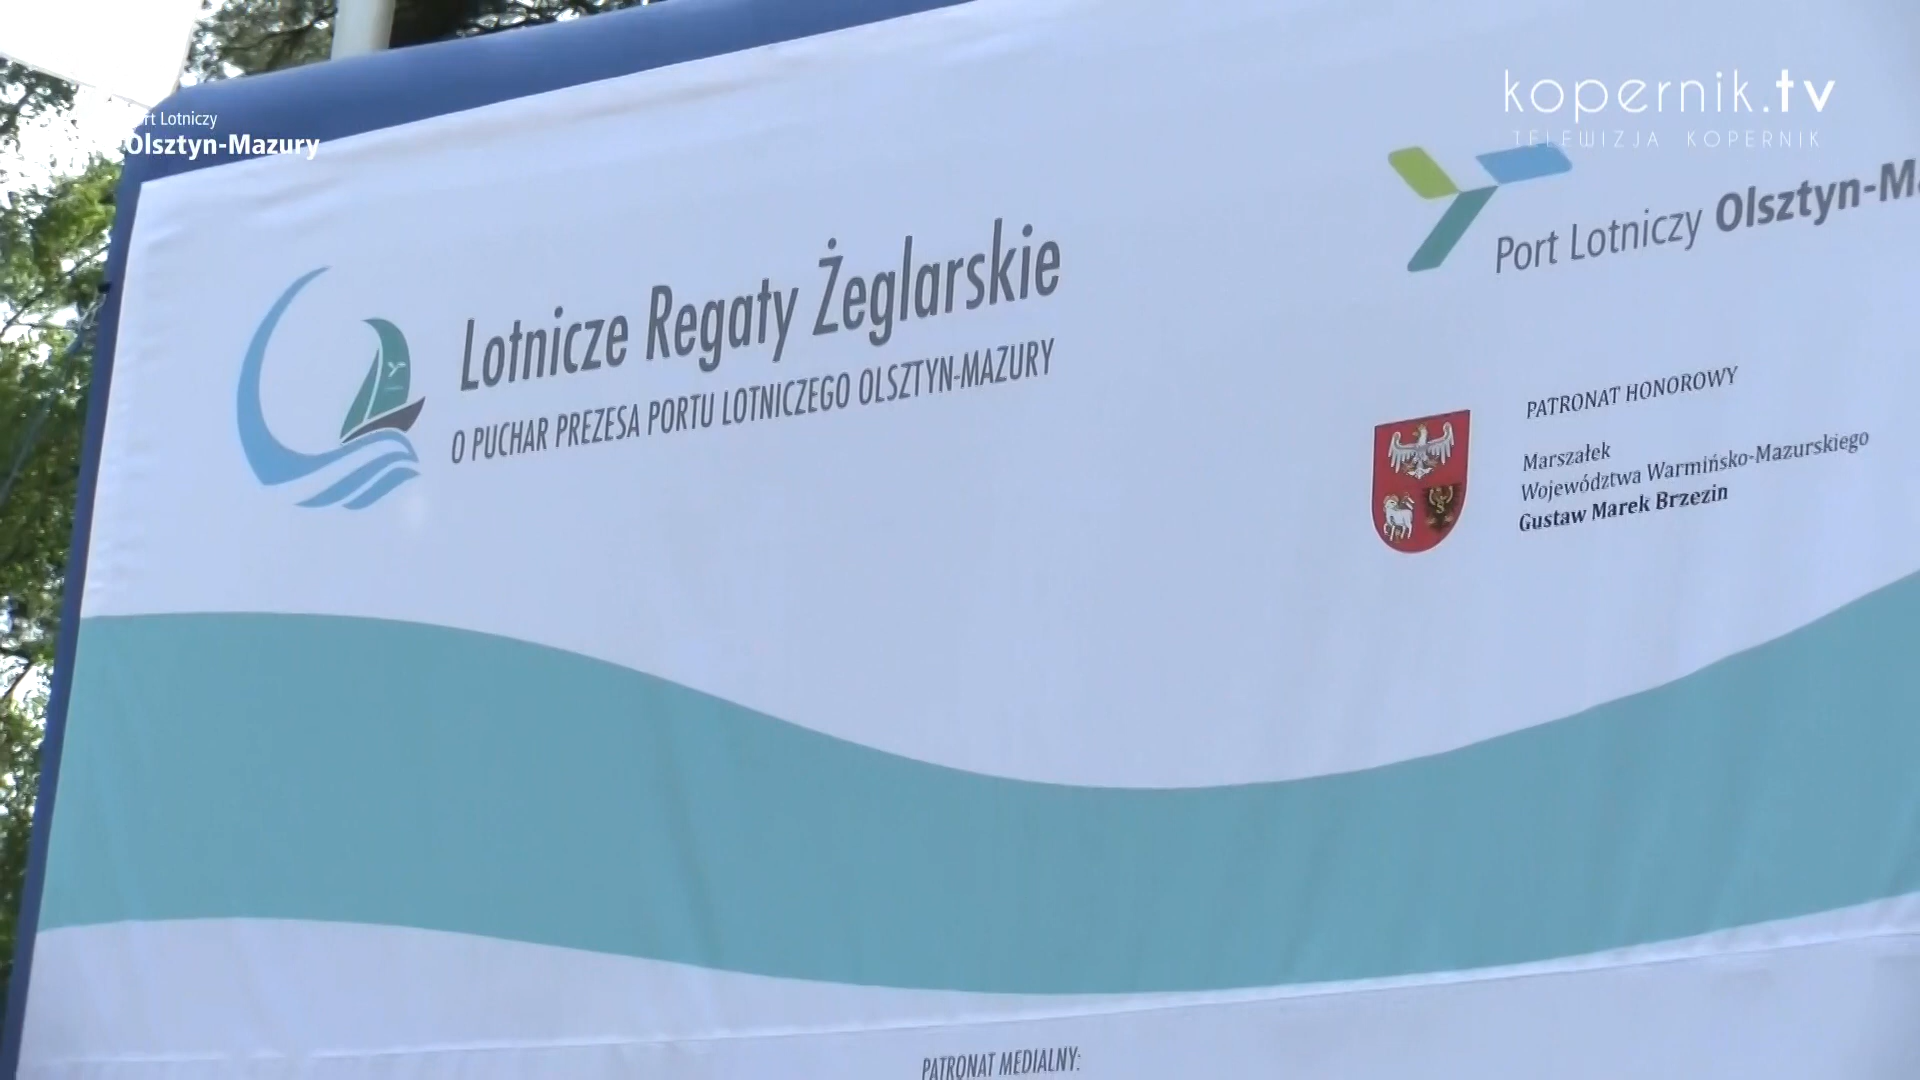 kopernik.tv
TELEWIZJA KOPERNIK
Lotniczy
Olsztyn-Mazury
Port Lotniczy Olsztyn-M
Lotnicze Regaty Żeglarskie
O PUCHAR PREZESA PORTU LOTNICZEGO OLSZTYN-MAZURY
PATRONAT HONOROWY
Marszałek
Województwa Warmińsko-Mazurskiego
Gustaw Marek Brzezin
PATRONAT MEDIALNY: